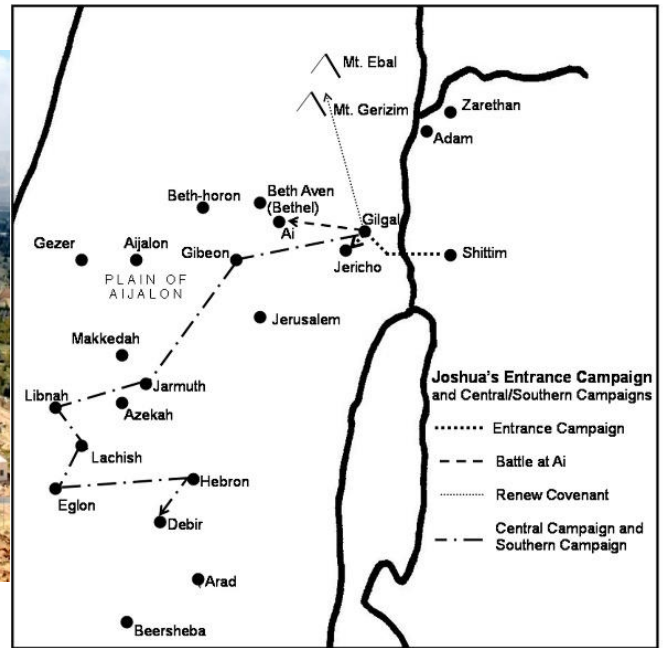 Mt. Ebal
Mt. Gerizim
Zarethan
Adam
Beth-horon
Beth Aven
(Bethel)
Ai
Gilgal
Gezer
Aijalon
Gibeon
Jericho
Shittim
PLAIN OF
AIJALON
Jerusalem
Makkedah
Jarmuth
Libnah
Azekah
Lachish
Eglon
Hebron
Debir
Arad
Beersheba
Joshua's Entrance Campaign
and Central/Southern Campaigns
Entrance Campaign
Battle at Ai
Renew Covenant
Central Campaign and
Southern Campaign